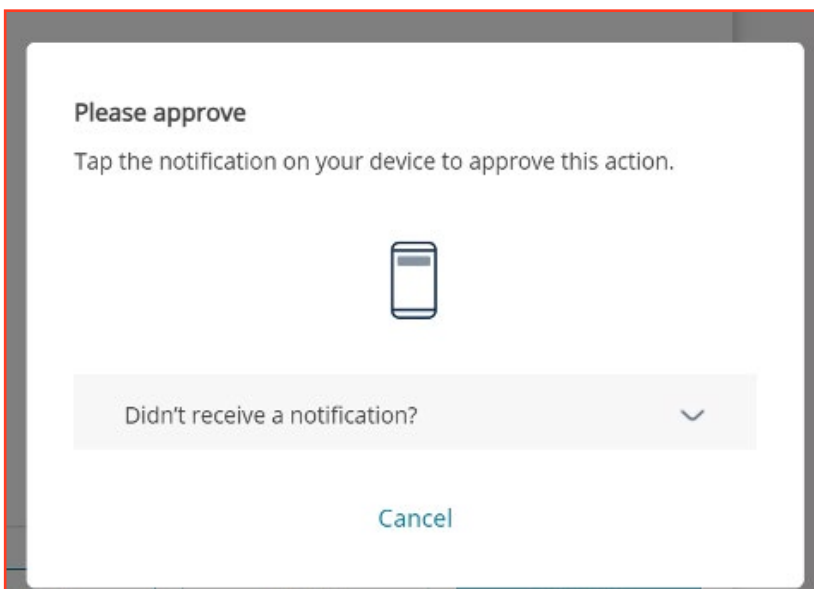 Please approve
Tap the notification on your device to approve this action.
Didn't receive a notification?
Cancel